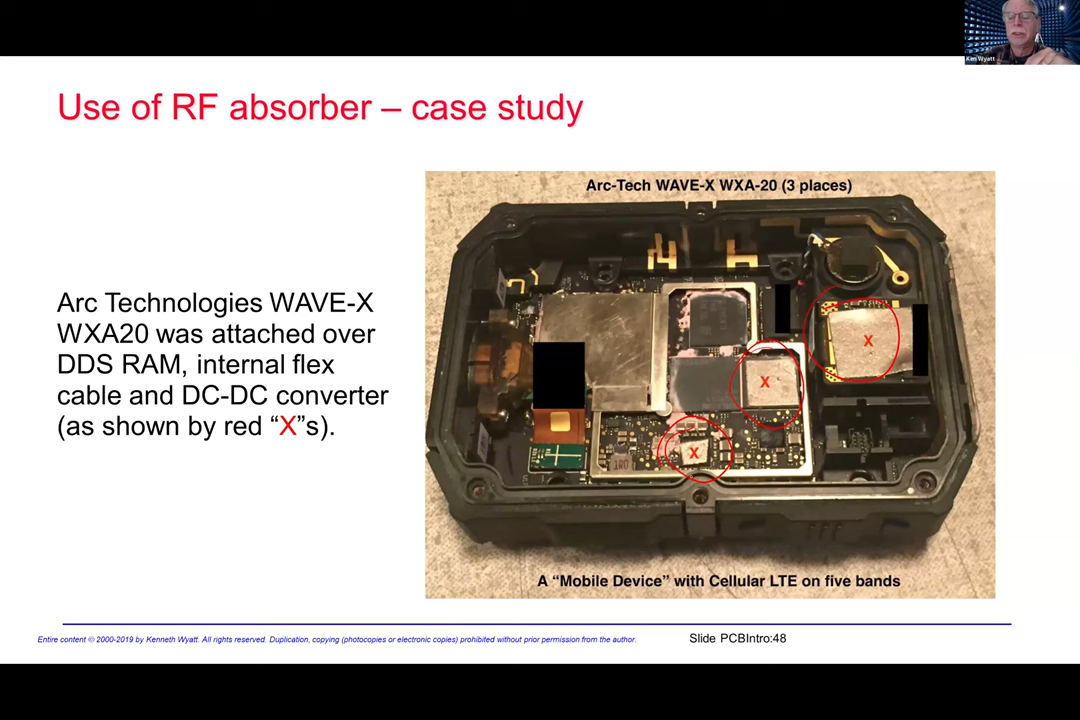 Ken Wyatt
Use of RF absorber – case study
Arc-Tech WAVE-X WXA-20 (3 places)
Arc Technologies WAVE-X
WXA20 was attached over
DDS RAM, internal flex
cable and DC-DC converter
(as shown by red “X”s).
X
X
X
1R0
A “Mobile Device” with Cellular LTE on five bands
Entire content © 2000-2019 by Kenneth Wyatt. All rights reserved. Duplication, copying (photocopies or electronic copies) prohibited without prior permission from the author.
Slide PCBIntro:48